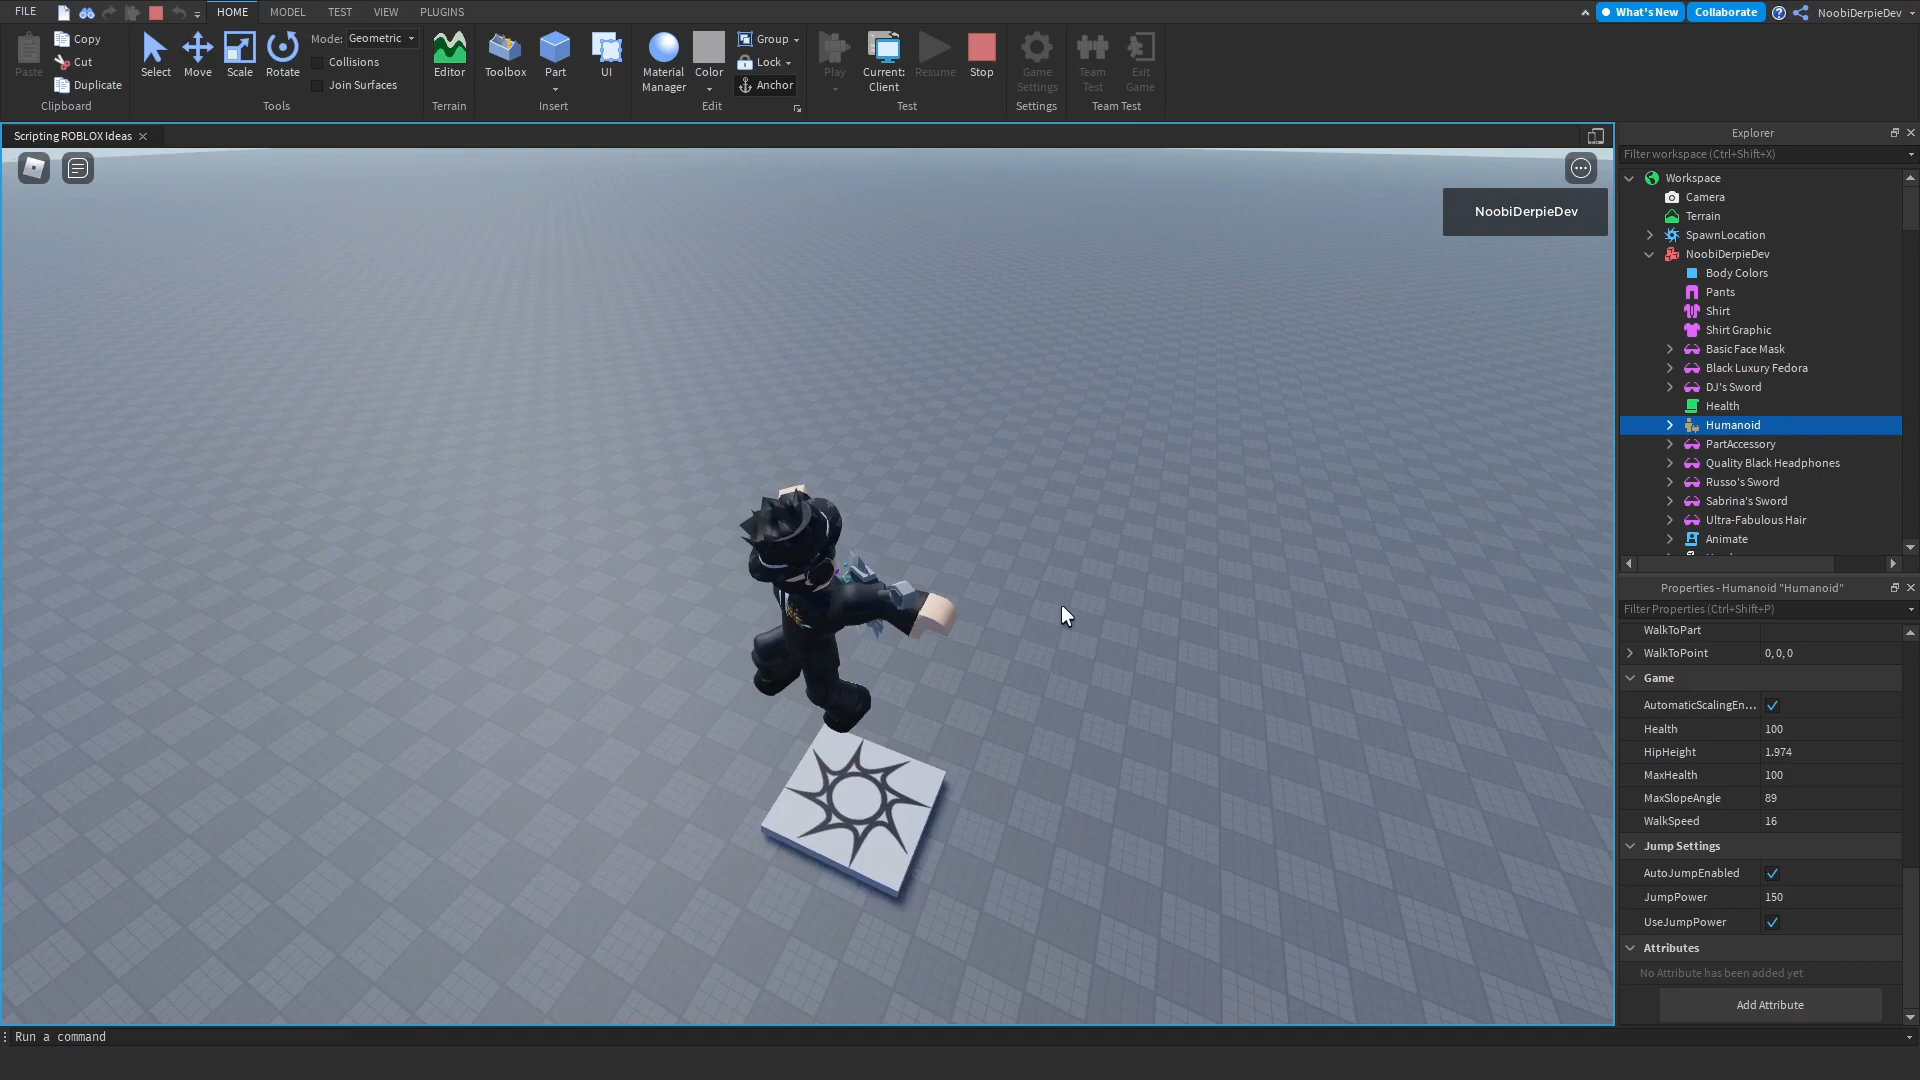 FILE HOME MODEL TEST VIEW PLUGINS What's New Collaborate NoobiDerpieDev
Paste Copy Cut Duplicate Clipboard
Select Move Scale Rotate Mode: Geometric Collisions Join Surfaces Tools
Editor Terrain
Toolbox Part UI Insert
Material Manager Color Group Lock Anchor Edit
Play Current: Client Resume Stop Test
Game Settings Settings
Team Test Exit Game Team Test
Scripting ROBLOX Ideas
NoobiDerpieDev
Explorer
Filter workspace (Ctrl+Shift+X)
Workspace
Camera
Terrain
SpawnLocation
NoobiDerpieDev
Body Colors
Pants
Shirt
Shirt Graphic
Basic Face Mask
Black Luxury Fedora
DJ's Sword
Health
Humanoid
PartAccessory
Quality Black Headphones
Russo's Sword
Sabrina's Sword
Ultra-Fabulous Hair
Animate
Properties - Humanoid "Humanoid"
Filter Properties (Ctrl+Shift+P)
WalkToPart
WalkToPoint 0, 0, 0
Game
AutomaticScalingEn...
Health 100
HipHeight 1.974
MaxHealth 100
MaxSlopeAngle 89
WalkSpeed 16
Jump Settings
AutoJumpEnabled
JumpPower 150
UseJumpPower
Attributes
No Attribute has been added yet
Add Attribute
Run a command